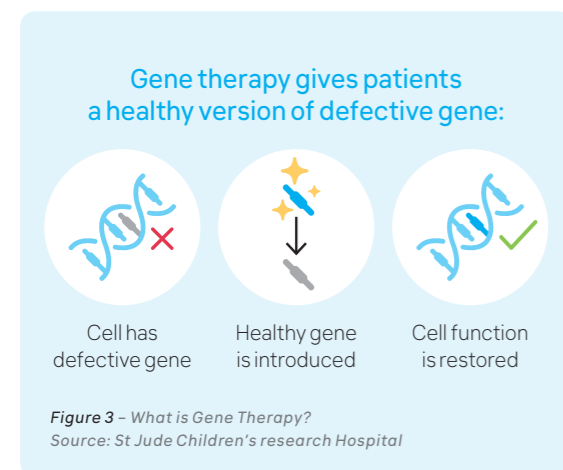 Gene therapy gives patients
a healthy version of defective gene:
Cell has
defective gene
Healthy gene
is introduced
Cell function
is restored
Figure 3 – What is Gene Therapy?
Source: St Jude Children's research Hospital